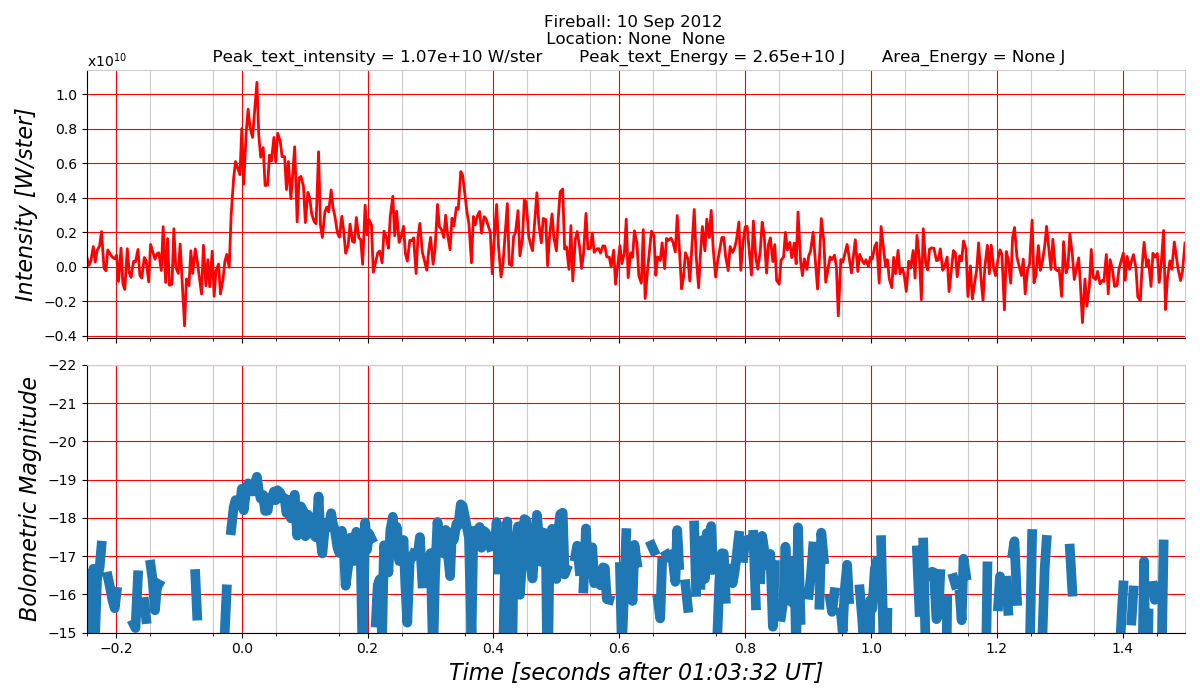 Fireball: 10 Sep 2012
Location: None  None
Peak_text_intensity = 1.07e+10 W/ster Peak_text_Energy = 2.65e+10 J Area_Energy = None J
x10¹⁰
Intensity [W/ster]
1.0
0.8
0.6
0.4
0.2
0.0
−0.2
−0.4
Bolometric Magnitude
−22
−21
−20
−19
−18
−17
−16
−15
−0.2 0.0 0.2 0.4 0.6 0.8 1.0 1.2 1.4
Time [seconds after 01:03:32 UT]